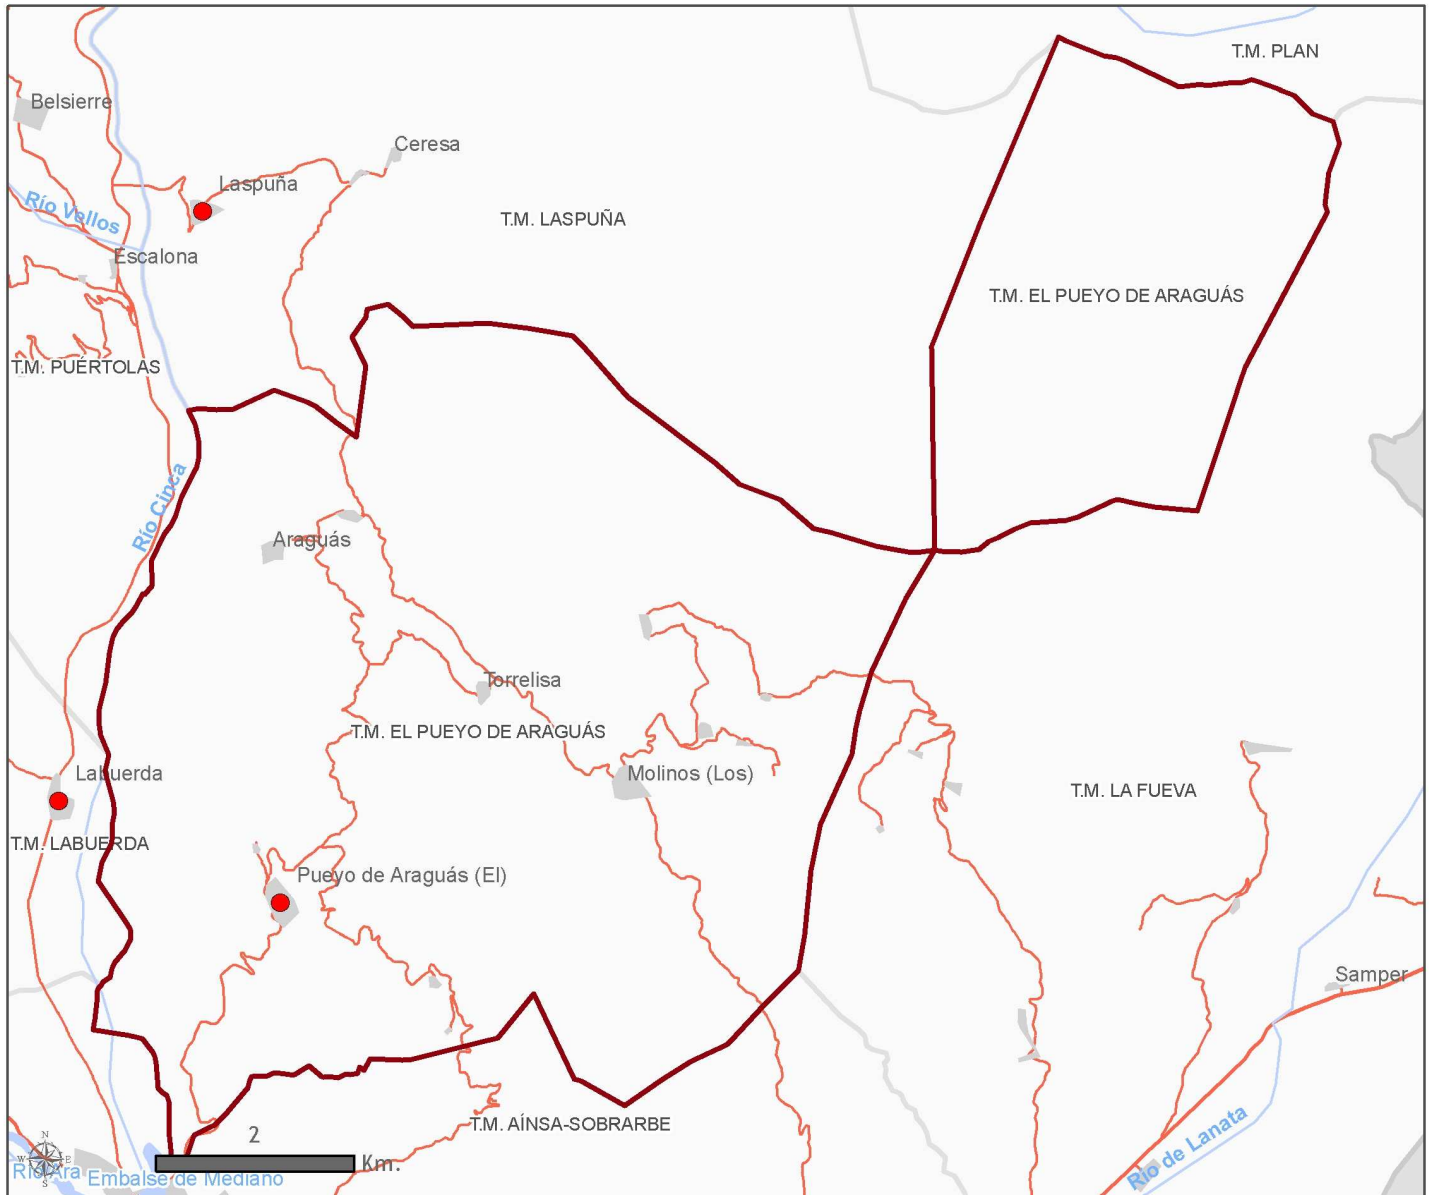 T.M. PLAN
Belsierre
Ceresa
Laspuña
Río Vellos
T.M. LASPUÑA
Escalona
T.M. EL PUEYO DE ARAGUÁS
T.M. PUÉRTOLAS
Río Cinca
Araguás
Torrelisa
T.M. EL PUEYO DE ARAGUÁS
Labuerda
Molinos (Los)
T.M. LA FUEVA
T.M. LABUERDA
Pueyo de Araguás (El)
Samper
T.M. AÍNSA-SOBRARBE
2
Km.
N
W E
S
Río Ara
Embalse de Mediano
Río de Lanata